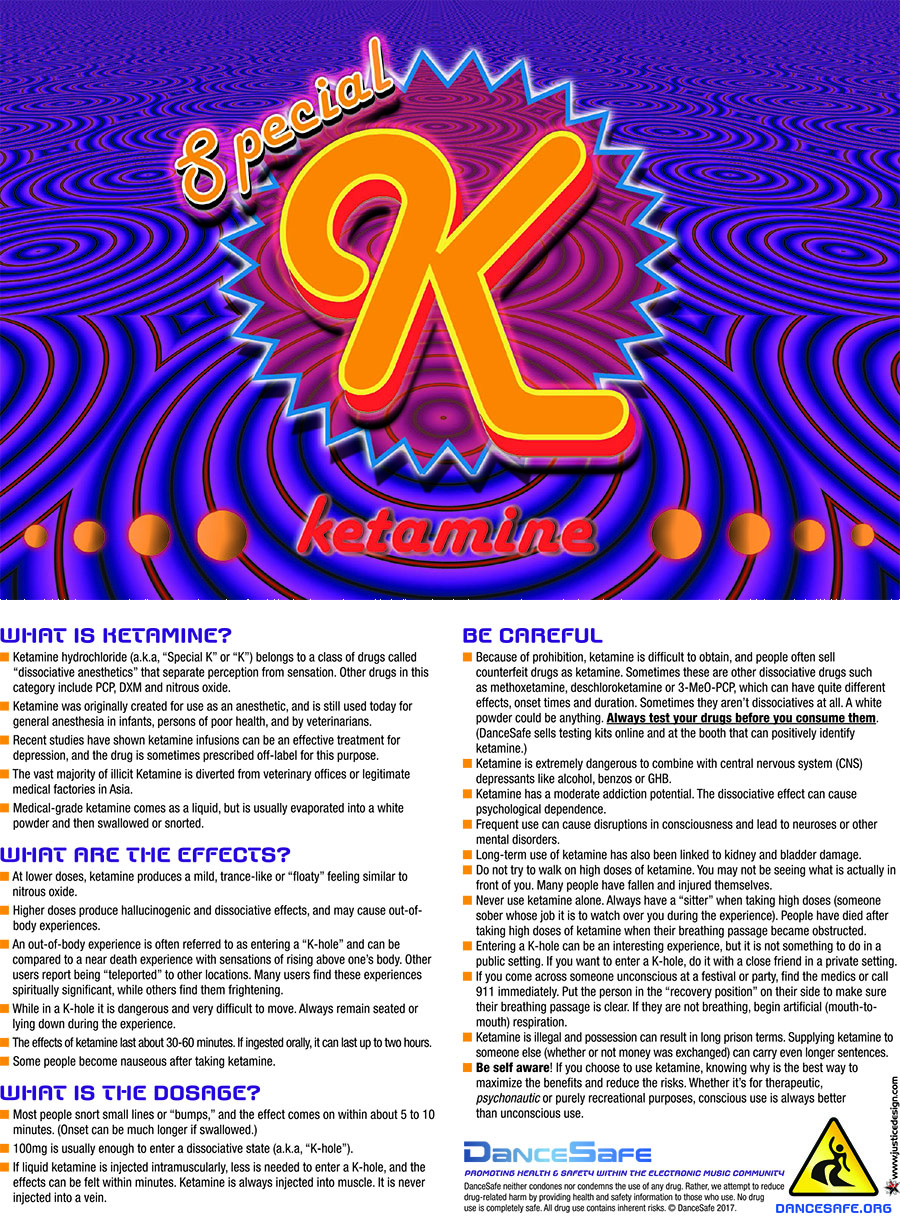 Special
K
ketamine
WHAT IS KETAMINE?
Ketamine hydrochloride (a.k.a, “Special K” or “K”) belongs to a class of drugs called
“dissociative anesthetics” that separate perception from sensation. Other drugs in this
category include PCP, DXM and nitrous oxide.
Ketamine was originally created for use as an anesthetic, and is still used today for
general anesthesia in infants, persons of poor health, and by veterinarians.
Recent studies have shown ketamine infusions can be an effective treatment for
depression, and the drug is sometimes prescribed off-label for this purpose.
The vast majority of illicit Ketamine is diverted from veterinary offices or legitimate
medical factories in Asia.
Medical-grade ketamine comes as a liquid, but is usually evaporated into a white
powder and then swallowed or snorted.
WHAT ARE THE EFFECTS?
At lower doses, ketamine produces a mild, trance-like or “floaty” feeling similar to
nitrous oxide.
Higher doses produce hallucinogenic and dissociative effects, and may cause out-of-
body experiences.
An out-of-body experience is often referred to as entering a “K-hole” and can be
compared to a near death experience with sensations of rising above one’s body. Other
users report being “teleported” to other locations. Many users find these experiences
spiritually significant, while others find them frightening.
While in a K-hole it is dangerous and very difficult to move. Always remain seated or
lying down during the experience.
The effects of ketamine last about 30-60 minutes. If ingested orally, it can last up to two hours.
Some people become nauseous after taking ketamine.
WHAT IS THE DOSAGE?
Most people snort small lines or “bumps,” and the effect comes on within about 5 to 10
minutes. (Onset can be much longer if swallowed.)
100mg is usually enough to enter a dissociative state (a.k.a, “K-hole”).
If liquid ketamine is injected intramuscularly, less is needed to enter a K-hole, and the
effects can be felt within minutes. Ketamine is always injected into muscle. It is never
injected into a vein.
BE CAREFUL
Because of prohibition, ketamine is difficult to obtain, and people often sell
counterfeit drugs as ketamine. Sometimes these are other dissociative drugs such
as methoxetamine, deschloroketamine or 3-MeO-PCP, which can have quite different
effects, onset times and duration. Sometimes they aren’t dissociatives at all. A white
powder could be anything. Always test your drugs before you consume them.
(DanceSafe sells testing kits online and at the booth that can positively identify
ketamine.)
Ketamine is extremely dangerous to combine with central nervous system (CNS)
depressants like alcohol, benzos or GHB.
Ketamine has a moderate addiction potential. The dissociative effect can cause
psychological dependence.
Frequent use can cause disruptions in consciousness and lead to neuroses or other
mental disorders.
Long-term use of ketamine has also been linked to kidney and bladder damage.
Do not try to walk on high doses of ketamine. You may not be seeing what is actually in
front of you. Many people have fallen and injured themselves.
Never use ketamine alone. Always have a “sitter” when taking high doses (someone
sober whose job it is to watch over you during the experience). People have died after
taking high doses of ketamine when their breathing passage became obstructed.
Entering a K-hole can be an interesting experience, but it is not something to do in a
public setting. If you want to enter a K-hole, do it with a close friend in a private setting.
If you come across someone unconscious at a festival or party, find the medics or call
911 immediately. Put the person in the “recovery position” on their side to make sure
their breathing passage is clear. If they are not breathing, begin artificial (mouth-to-
mouth) respiration.
Ketamine is illegal and possession can result in long prison terms. Supplying ketamine to
someone else (whether or not money was exchanged) can carry even longer sentences.
Be self aware! If you choose to use ketamine, knowing why is the best way to
maximize the benefits and reduce the risks. Whether it’s for therapeutic,
psychonautic or purely recreational purposes, conscious use is always better
than unconscious use.
DANCESAFE
PROMOTING HEALTH & SAFETY WITHIN THE ELECTRONIC MUSIC COMMUNITY
DanceSafe neither condones nor condemns the use of any drug. Rather, we attempt to reduce
drug-related harm by providing health and safety information to those who use. No drug
use is completely safe. All drug use contains inherent risks. © DanceSafe 2017.
DANCESAFE.ORG
www.justicedesign.com